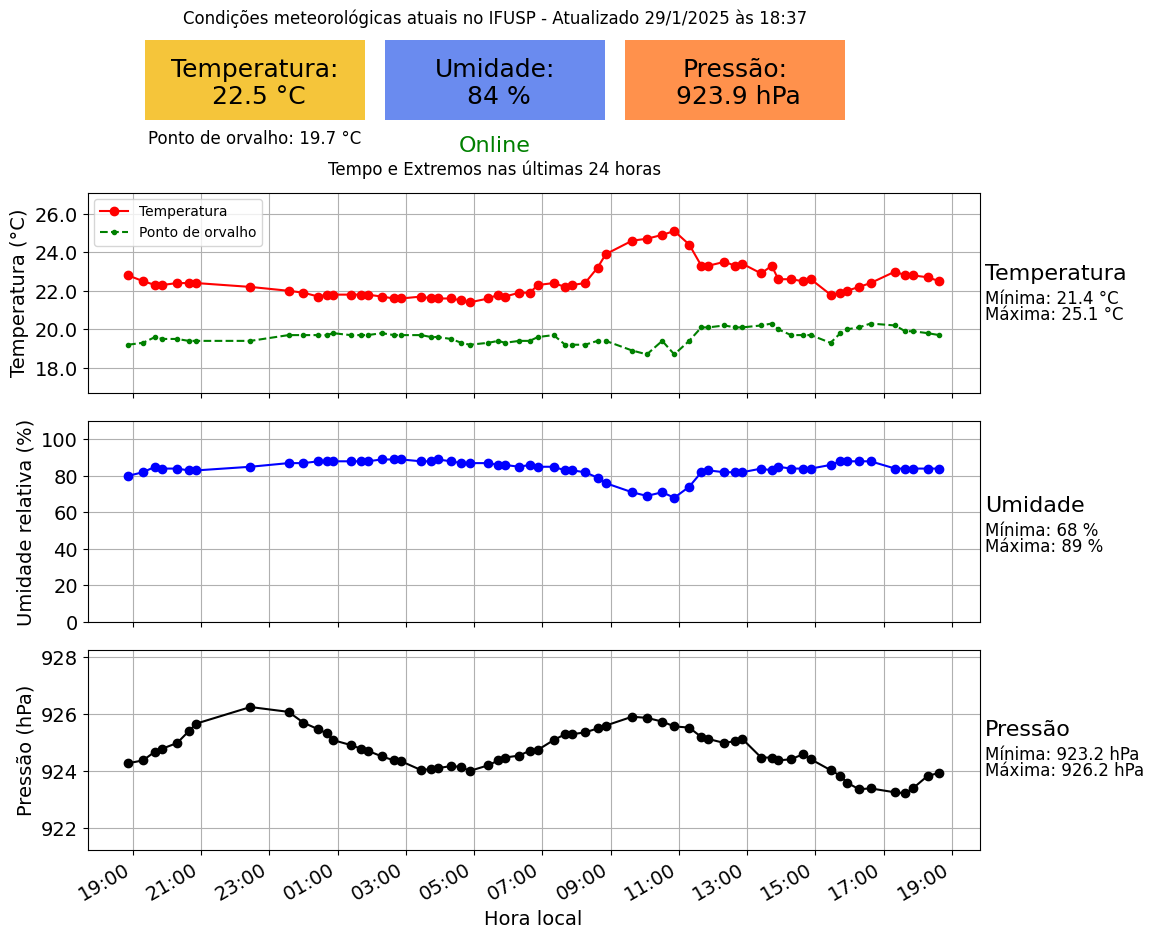 Condições meteorológicas atuais no IFUSP - Atualizado 29/1/2025 às 18:37
Temperatura:
22.5 °C
Umidade:
84 %
Pressão:
923.9 hPa
Ponto de orvalho: 19.7 °C
Online
Tempo e Extremos nas últimas 24 horas
Temperatura (°C)
26.0
24.0
22.0
20.0
18.0
Temperatura
Ponto de orvalho
Temperatura
Mínima: 21.4 °C
Máxima: 25.1 °C
Umidade relativa (%)
100
80
60
40
20
0
Umidade
Mínima: 68 %
Máxima: 89 %
Pressão (hPa)
928
926
924
922
Pressão
Mínima: 923.2 hPa
Máxima: 926.2 hPa
19:00 21:00 23:00 01:00 03:00 05:00 07:00 09:00 11:00 13:00 15:00 17:00 19:00
Hora local